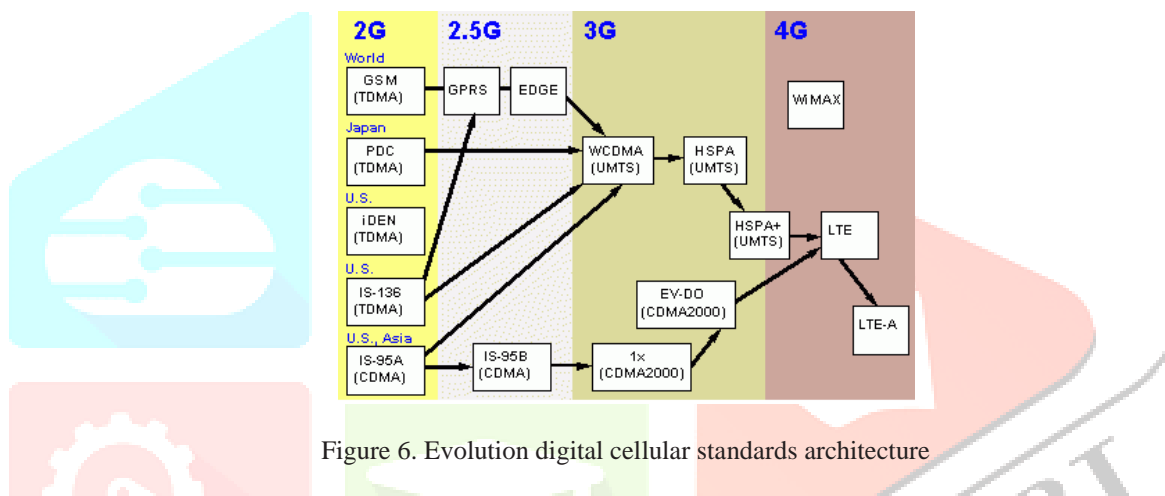 2G 2.5G 3G 4G
World
GSM
(TDMA)
GPRS
EDGE
WiMAX
Japan
PDC
(TDMA)
WCDMA
(UMTS)
HSPA
(UMTS)
U.S.
iDEN
(TDMA)
HSPA+
(UMTS)
LTE
U.S.
IS-136
(TDMA)
EV-DO
(CDMA2000)
LTE-A
U.S., Asia
IS-95A
(CDMA)
IS-95B
(CDMA)
1x
(CDMA2000)
Figure 6. Evolution digital cellular standards architecture